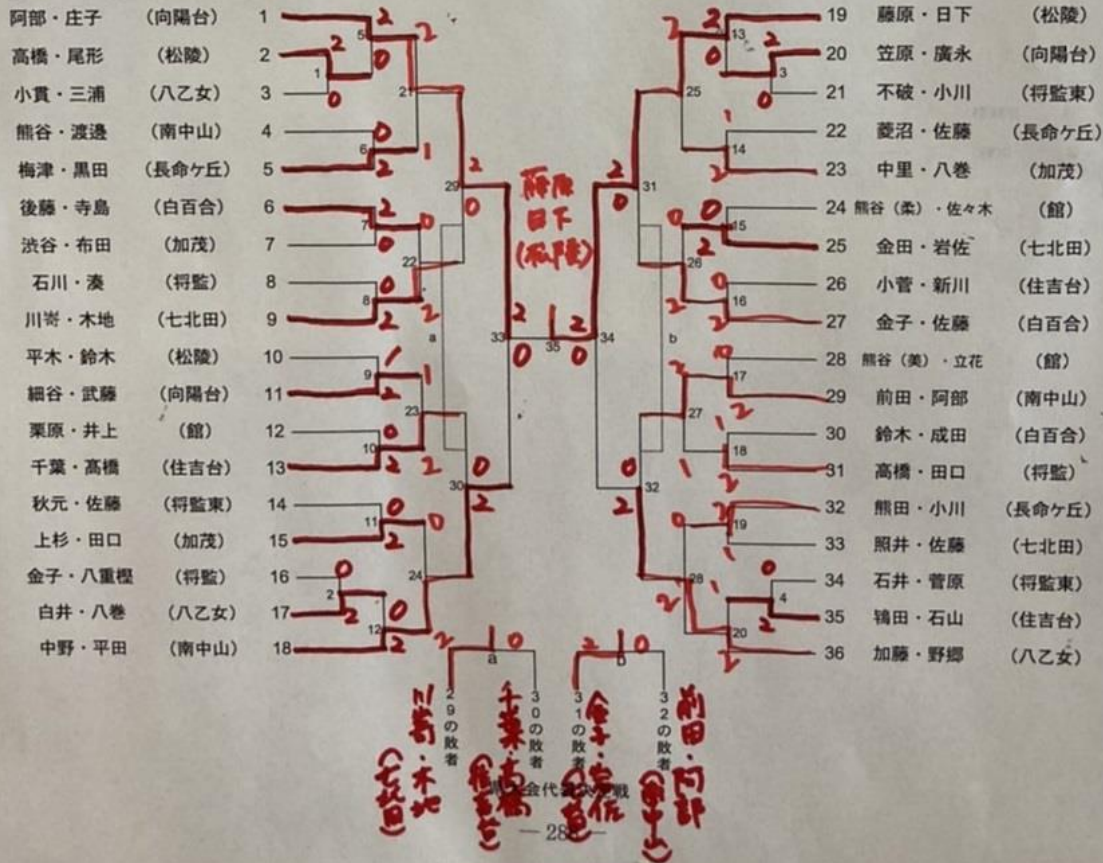 阿部・庄子 (向陽台) 1
高橋・尾形 (松陵) 2
小貫・三浦 (八乙女) 3
熊谷・渡邊 (南中山) 4
梅津・黒田 (長命ケ丘) 5
後藤・寺島 (白百合) 6
渋谷・布田 (加茂) 7
石川・湊 (将監) 8
川嵜・木地 (七北田) 9
平木・鈴木 (松陵) 10
細谷・武藤 (向陽台) 11
栗原・井上 (館) 12
千葉・髙橋 (住吉台) 13
秋元・佐藤 (将監東) 14
上杉・田口 (加茂) 15
金子・八重樫 (将監) 16
白井・八巻 (八乙女) 17
中野・平田 (南中山) 18
藤原
日下
(松陵)
19 藤原・日下 (松陵)
20 笠原・廣永 (向陽台)
21 不破・小川 (将監東)
22 菱沼・佐藤 (長命ケ丘)
23 中里・八巻 (加茂)
24 熊谷(柔)・佐々木 (館)
25 金田・岩佐 (七北田)
26 小菅・新川 (住吉台)
27 金子・佐藤 (白百合)
28 熊谷(美)・立花 (館)
29 前田・阿部 (南中山)
30 鈴木・成田 (白百合)
31 高橋・田口 (将監)
32 熊田・小川 (長命ケ丘)
33 照井・佐藤 (七北田)
34 石井・菅原 (将監東)
35 鴇田・石山 (住吉台)
36 加藤・野郷 (八乙女)
29の敗者
30の敗者
31の敗者
32の敗者
川嵜・木地
(七北田)
千葉・高橋
(住吉台)
前田・阿部
(南中山)